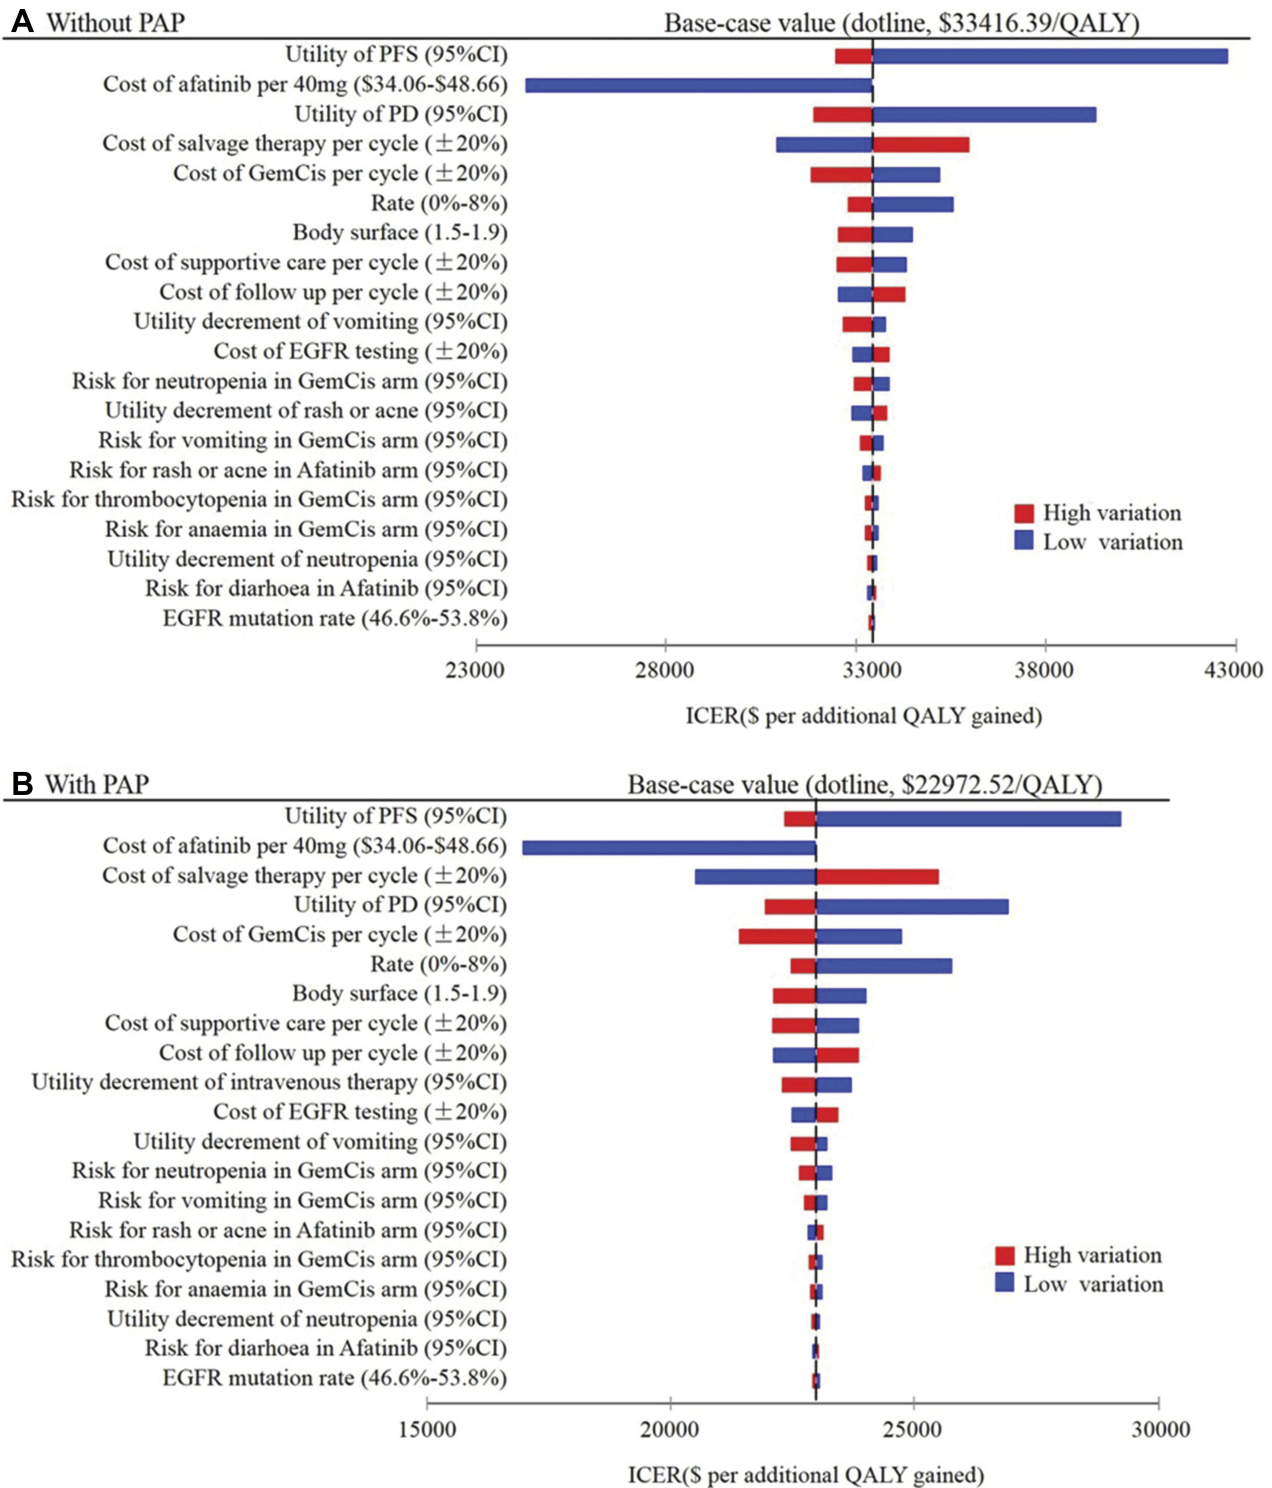 A Without PAP Base-case value (dotline, $33416.39/QALY)
Utility of PFS (95%CI)
Cost of afatinib per 40mg ($34.06-$48.66)
Utility of PD (95%CI)
Cost of salvage therapy per cycle (±20%)
Cost of GemCis per cycle (±20%)
Rate (0%-8%)
Body surface (1.5-1.9)
Cost of supportive care per cycle (±20%)
Cost of follow up per cycle (±20%)
Utility decrement of vomiting (95%CI)
Cost of EGFR testing (±20%)
Risk for neutropenia in GemCis arm (95%CI)
Utility decrement of rash or acne (95%CI)
Risk for vomiting in GemCis arm (95%CI)
Risk for rash or acne in Afatinib arm (95%CI)
Risk for thrombocytopenia in GemCis arm (95%CI)
Risk for anaemia in GemCis arm (95%CI)
Utility decrement of neutropenia (95%CI)
Risk for diarhoea in Afatinib (95%CI)
EGFR mutation rate (46.6%-53.8%)
High variation
Low variation
23000 28000 33000 38000 43000
ICER($ per additional QALY gained)
B With PAP Base-case value (dotline, $22972.52/QALY)
Utility of PFS (95%CI)
Cost of afatinib per 40mg ($34.06-$48.66)
Cost of salvage therapy per cycle (±20%)
Utility of PD (95%CI)
Cost of GemCis per cycle (±20%)
Rate (0%-8%)
Body surface (1.5-1.9)
Cost of supportive care per cycle (±20%)
Cost of follow up per cycle (±20%)
Utility decrement of intravenous therapy (95%CI)
Cost of EGFR testing (±20%)
Utility decrement of vomiting (95%CI)
Risk for neutropenia in GemCis arm (95%CI)
Risk for vomiting in GemCis arm (95%CI)
Risk for rash or acne in Afatinib arm (95%CI)
Risk for thrombocytopenia in GemCis arm (95%CI)
Risk for anaemia in GemCis arm (95%CI)
Utility decrement of neutropenia (95%CI)
Risk for diarhoea in Afatinib (95%CI)
EGFR mutation rate (46.6%-53.8%)
High variation
Low variation
15000 20000 25000 30000
ICER($ per additional QALY gained)